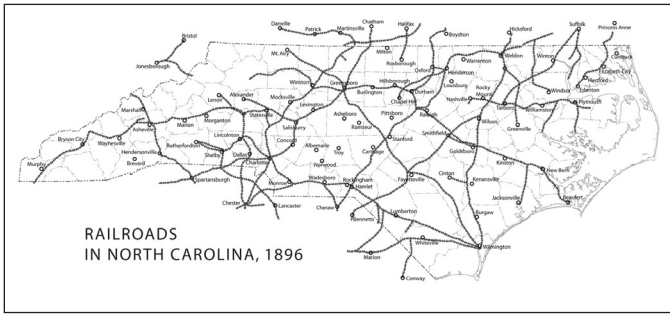 Bristol
Jonesborough
Danville
Patrick
Martinsville
Chatham
Halifax
Boydton
Hicksford
Suffolk
Princess Anne
Mt. Airy
Milton
Roxborough
Oxford
Henderson
Warrenton
Weldon
Winton
Currituck
Elizabeth City
Hertford
Edenton
Plymouth
Windsor
Winston
Greensboro
Burlington
Hillsborough
Durham
Chapel Hill
Louisburg
Nashville
Rocky
Mount
Tarboro
Williamston
Greenville
Lenoir
Alexander
Mocksville
Lexington
Asheboro
Ramseur
Pittsboro
Raleigh
Wilson
Marshall
Asheville
Marion
Morganton
Statesville
Salisbury
Lincolnton
Concord
Albemarle
Troy
Carthage
Stanford
Smithfield
Goldsboro
Kinston
New Bern
Beaufort
Bryson City
Waynesville
Murphy
Hendersonville
Brevard
Rutherfordton
Shelby
Dallas
Charlotte
Spartansburgh
Monroe
Wadesboro
Rockingham
Hamlet
Fayetteville
Clinton
Kenansville
Jacksonville
Chester
Lancaster
Cheraw
Lumberton
Burgaw
Whiteville
Wilmington
Marion
Conway
RAILROADS
IN NORTH CAROLINA, 1896